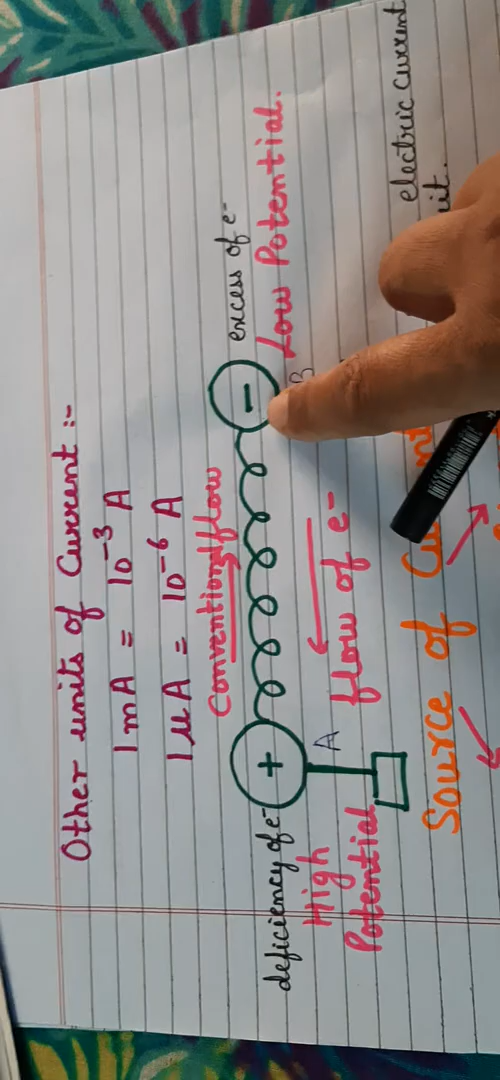 Other units of Current :-
1 mA = 10⁻³ A
1 μA = 10⁻⁶ A
Conventional flow
deficiency of e⁻
+
-
excess of e⁻
High
Potential
A
B
Low Potential.
flow of e⁻
Source of
electric current